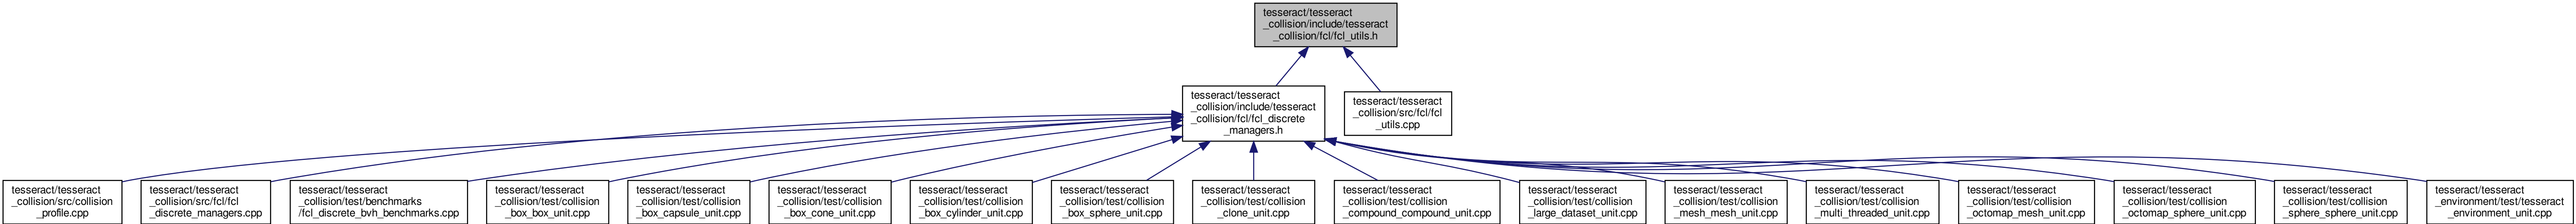 tesseract/tesseract
_collision/include/tesseract
_collision/fcl/fcl_utils.h
tesseract/tesseract
_collision/include/tesseract
_collision/fcl/fcl_discrete
_managers.h
tesseract/tesseract
_collision/src/fcl/fcl
_utils.cpp
tesseract/tesseract
_collision/src/collision
_profile.cpp
tesseract/tesseract
_collision/src/fcl/fcl
_discrete_managers.cpp
tesseract/tesseract
_collision/test/benchmarks
/fcl_discrete_bvh_benchmarks.cpp
tesseract/tesseract
_collision/test/collision
_box_box_unit.cpp
tesseract/tesseract
_collision/test/collision
_box_capsule_unit.cpp
tesseract/tesseract
_collision/test/collision
_box_cone_unit.cpp
tesseract/tesseract
_collision/test/collision
_box_cylinder_unit.cpp
tesseract/tesseract
_collision/test/collision
_box_sphere_unit.cpp
tesseract/tesseract
_collision/test/collision
_clone_unit.cpp
tesseract/tesseract
_collision/test/collision
_compound_compound_unit.cpp
tesseract/tesseract
_collision/test/collision
_large_dataset_unit.cpp
tesseract/tesseract
_collision/test/collision
_mesh_mesh_unit.cpp
tesseract/tesseract
_collision/test/collision
_multi_threaded_unit.cpp
tesseract/tesseract
_collision/test/collision
_octomap_mesh_unit.cpp
tesseract/tesseract
_collision/test/collision
_octomap_sphere_unit.cpp
tesseract/tesseract
_collision/test/collision
_sphere_sphere_unit.cpp
tesseract/tesseract
_environment/test/tesseract
_environment_unit.cpp